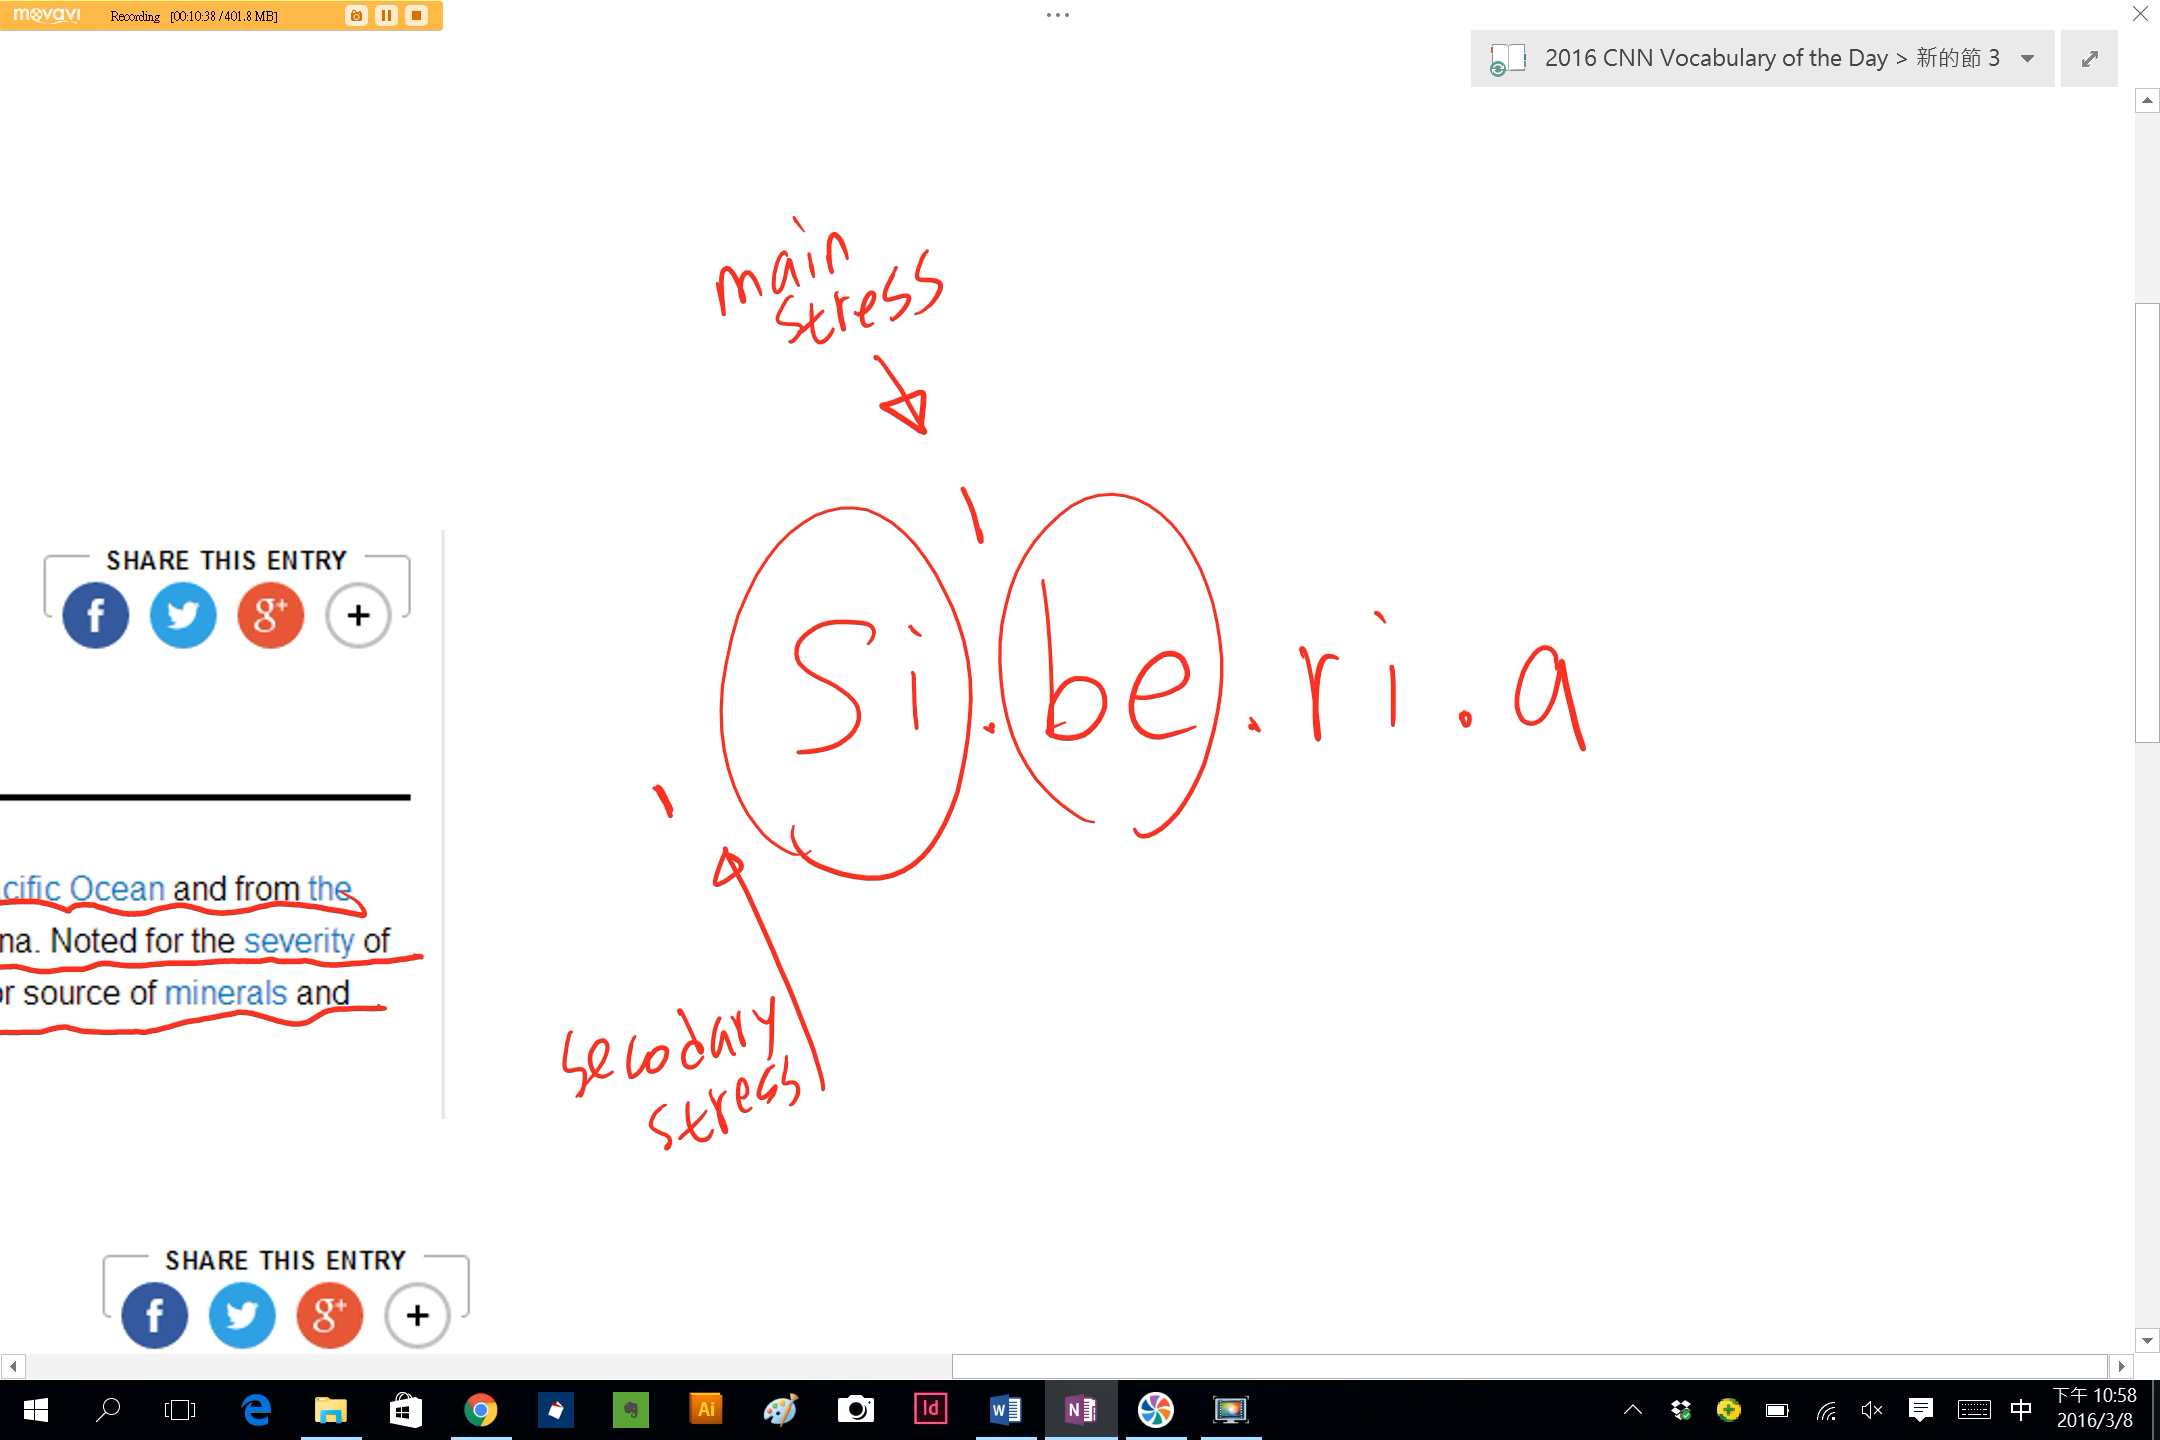 movavi Recording [00:10:38 / 401.8 MB]
2016 CNN Vocabulary of the Day > 新的節 3
main
stress
Si.be.ri.a
secodary
stress
SHARE THIS ENTRY
cific Ocean and from the
na. Noted for the severity of
or source of minerals and
SHARE THIS ENTRY
中
下午 10:58
2016/3/8